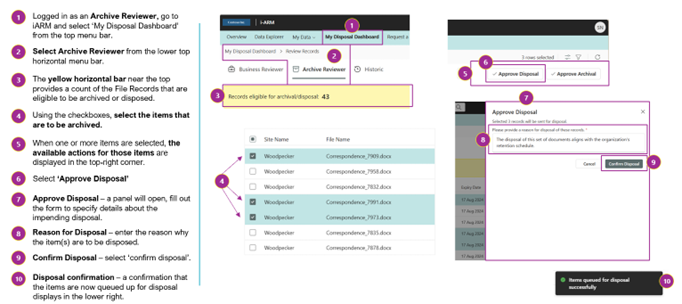 1 Logged in as an Archive Reviewer, go to
iARM and select 'My Disposal Dashboard'
from the top menu bar.
2 Select Archive Reviewer from the lower top
horizontal menu bar.
3 The yellow horizontal bar near the top
provides a count of the File Records that
are eligible to be archived or disposed.
4 Using the checkboxes, select the items
that are to be archived.
5 When one or more items are selected, the
available actions for those items are
displayed in the top-right corner.
6 Select 'Approve Disposal'
7 Approve Disposal – a panel will open, fill out
the form to specify details about the
impending disposal.
8 Reason for Disposal – enter the reason why
the item(s) are to be disposed.
9 Confirm Disposal – select 'confirm disposal'.
10 Disposal confirmation – a confirmation that
the items are now queued up for disposal
displays in the lower right.
i-ARM
1
Overview Data Explorer My Data My Disposal Dashboard Request a
My Disposal Dashboard > Review Records
2
Business Reviewer Archive Reviewer Historic
3 Records eligible for archival/disposal: 43
Site Name File Name
Woodpecker Correspondence_7909.docx
Woodpecker Correspondence_7958.docx
Woodpecker Correspondence_7832.docx
4 Woodpecker Correspondence_7991.docx
Woodpecker Correspondence_7973.docx
Woodpecker Correspondence_7835.docx
Woodpecker Correspondence_7878.docx
3 rows selected
6
5 Approve Disposal Approve Archival
7
Approve Disposal
Selected 3 records will be sent for disposal.
Please provide a reason for disposal of these records. *
8 The disposal of this set of documents aligns with the organization's
retention schedule
9
Cancel Confirm Disposal
Expiry Date
17 Aug 2024
17 Aug 2024
17 Aug 2024
17 Aug 2024
17 Aug 2024
Items queued for disposal
successfully
10